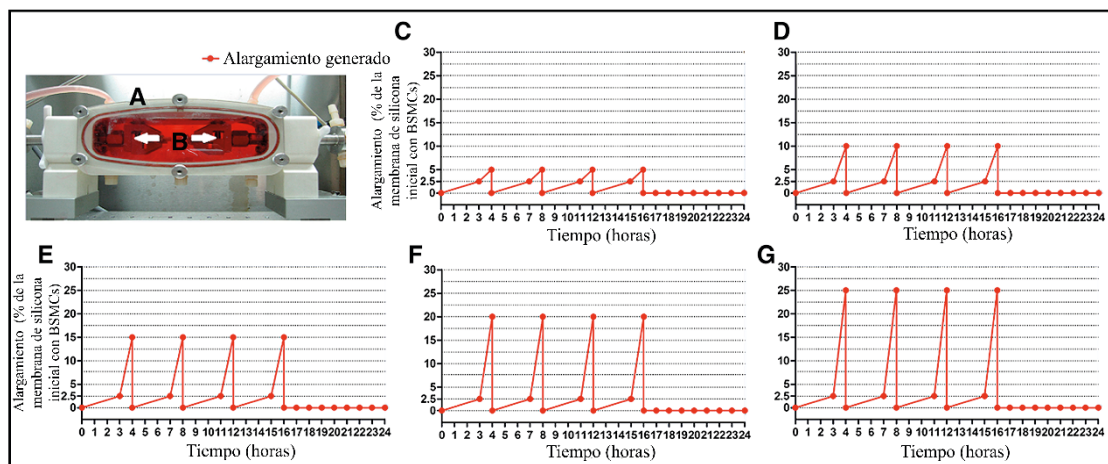 Alargamiento generado
A
B
C
Alargamiento (% de la
membrana de silicona
inicial con BSMCs)
30
25
20
15
10
5
2.5
0
0 1 2 3 4 5 6 7 8 9 10 11 12 13 14 15 16 17 18 19 20 21 22 23 24
Tiempo (horas)
D
30
25
20
15
10
5
2.5
0
0 1 2 3 4 5 6 7 8 9 10 11 12 13 14 15 16 17 18 19 20 21 22 23 24
Tiempo (horas)
E
Alargamiento (% de la
membrana de silicona
inicial con BSMCs)
30
25
20
15
10
5
2.5
0
0 1 2 3 4 5 6 7 8 9 10 11 12 13 14 15 16 17 18 19 20 21 22 23 24
Tiempo (horas)
F
30
25
20
15
10
5
2.5
0
0 1 2 3 4 5 6 7 8 9 10 11 12 13 14 15 16 17 18 19 20 21 22 23 24
Tiempo (horas)
G
30
25
20
15
10
5
2.5
0
0 1 2 3 4 5 6 7 8 9 10 11 12 13 14 15 16 17 18 19 20 21 22 23 24
Tiempo (horas)